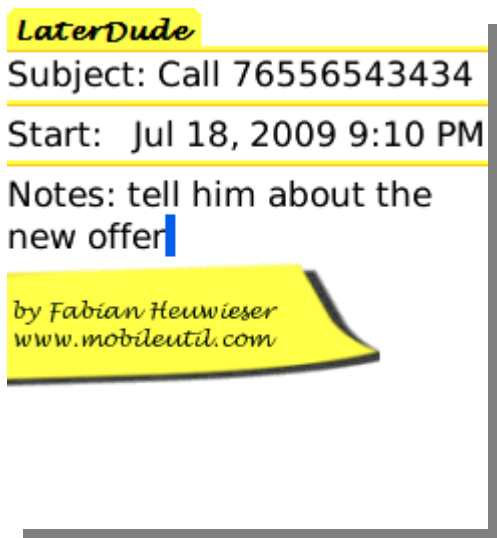 LaterDude
Subject: Call 76556543434
Start: Jul 18, 2009 9:10 PM
Notes: tell him about the
new offer
by Fabian Heuwieser
www.mobileutil.com